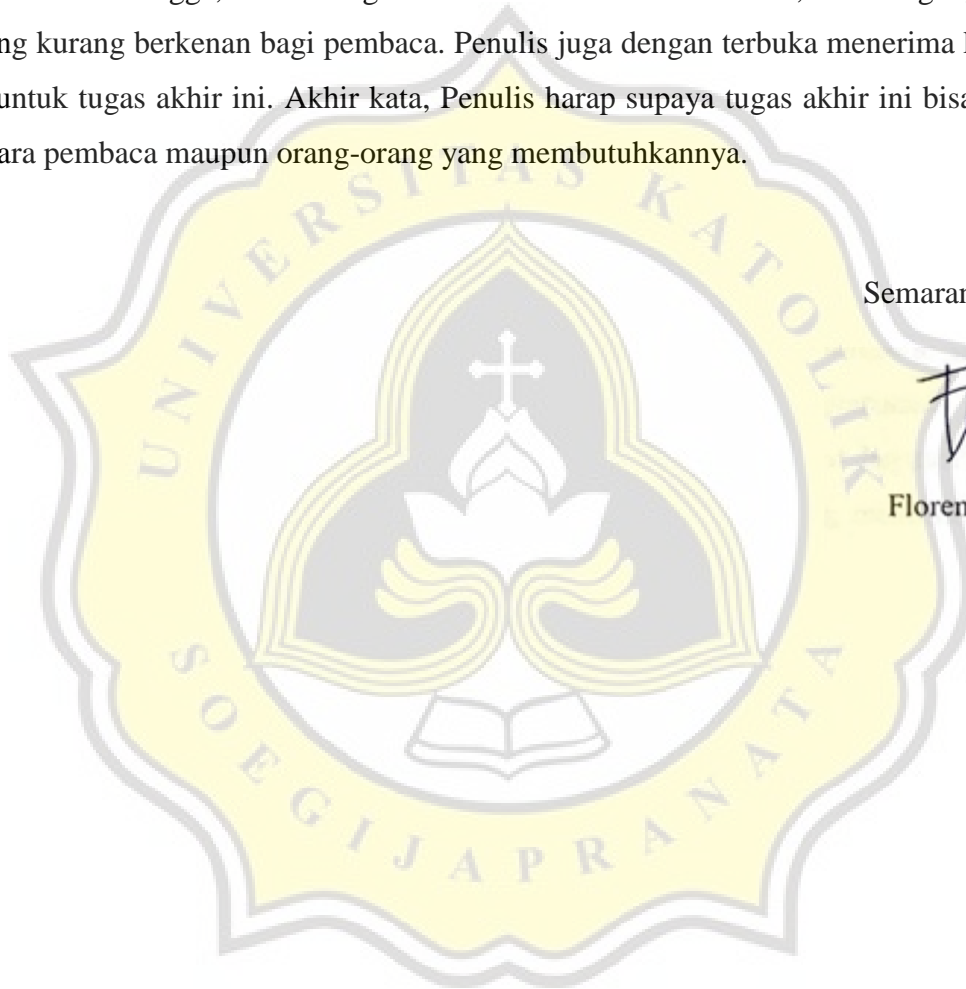 ng kurang berkenan bagi pembaca. Penulis juga dengan terbuka menerima
untuk tugas akhir ini. Akhir kata, Penulis harap supaya tugas akhir ini bisa
ara pembaca maupun orang-orang yang membutuhkannya.
UNIVERSITAS KATOLIK
Semaran
Floren
SOEGIJAPRANATA